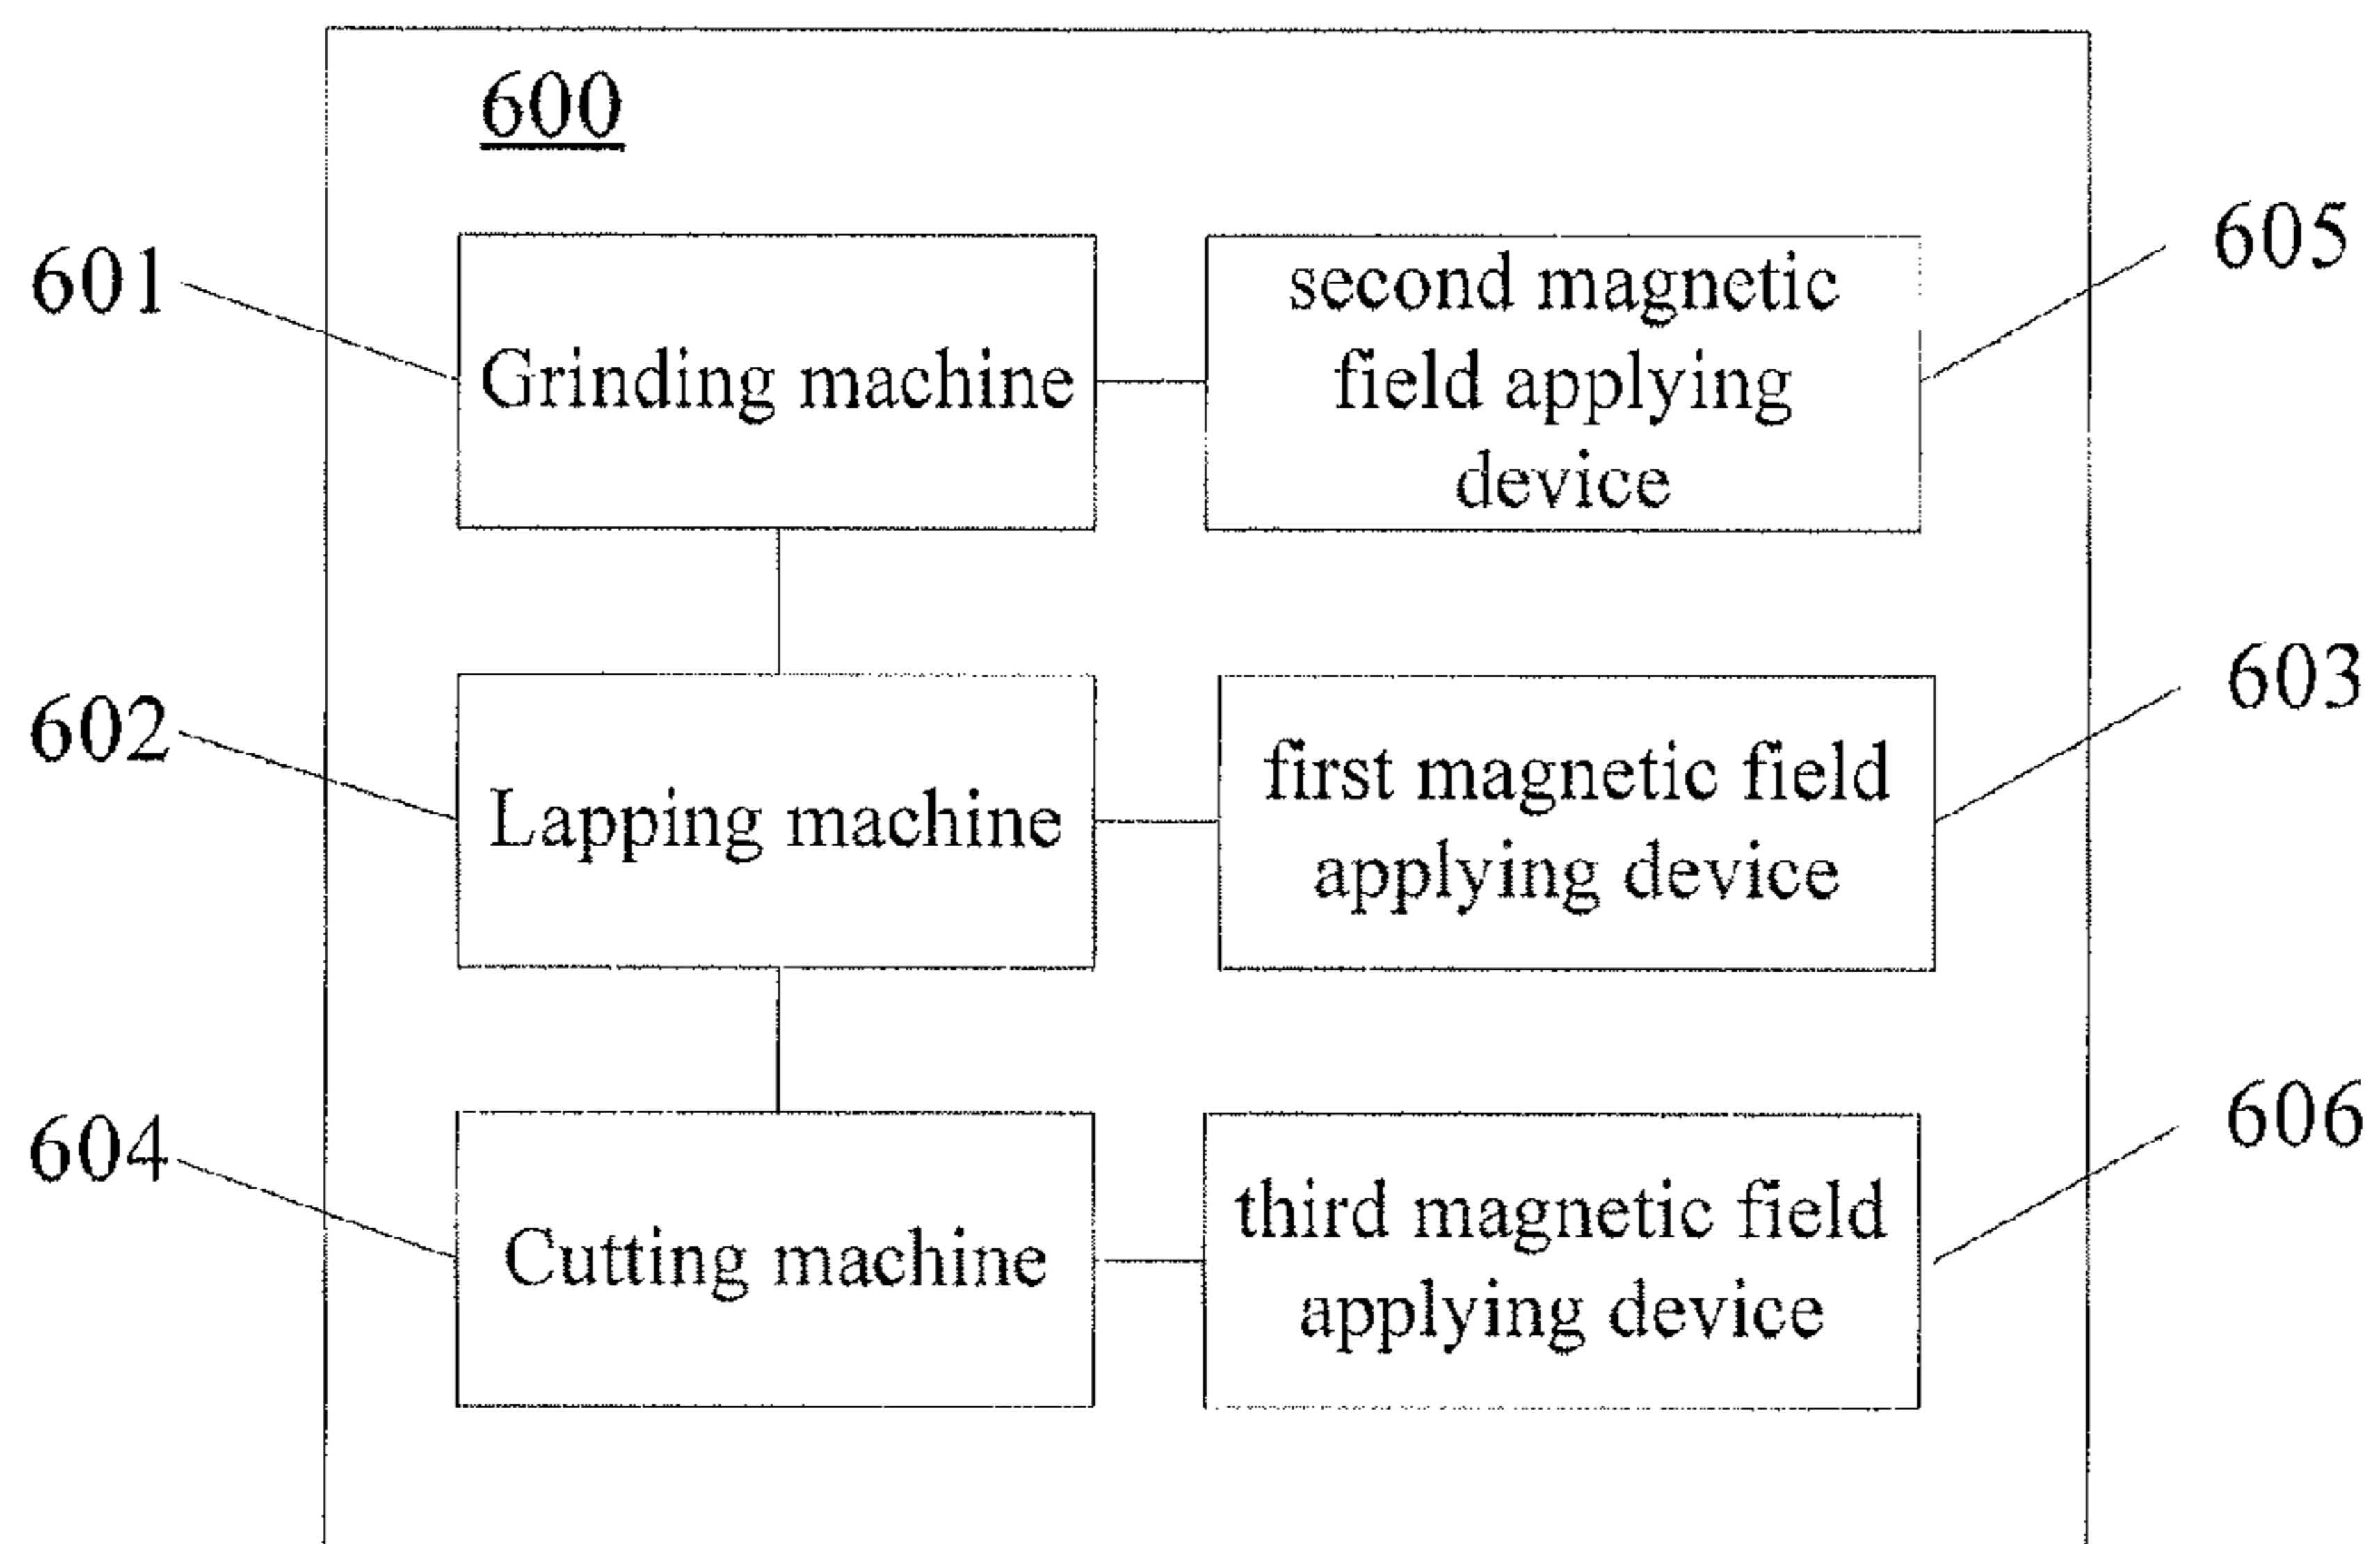 600
601
Grinding machine
second magnetic
field applying
device
605
602
Lapping machine
first magnetic field
applying device
603
604
Cutting machine
third magnetic field
applying device
606